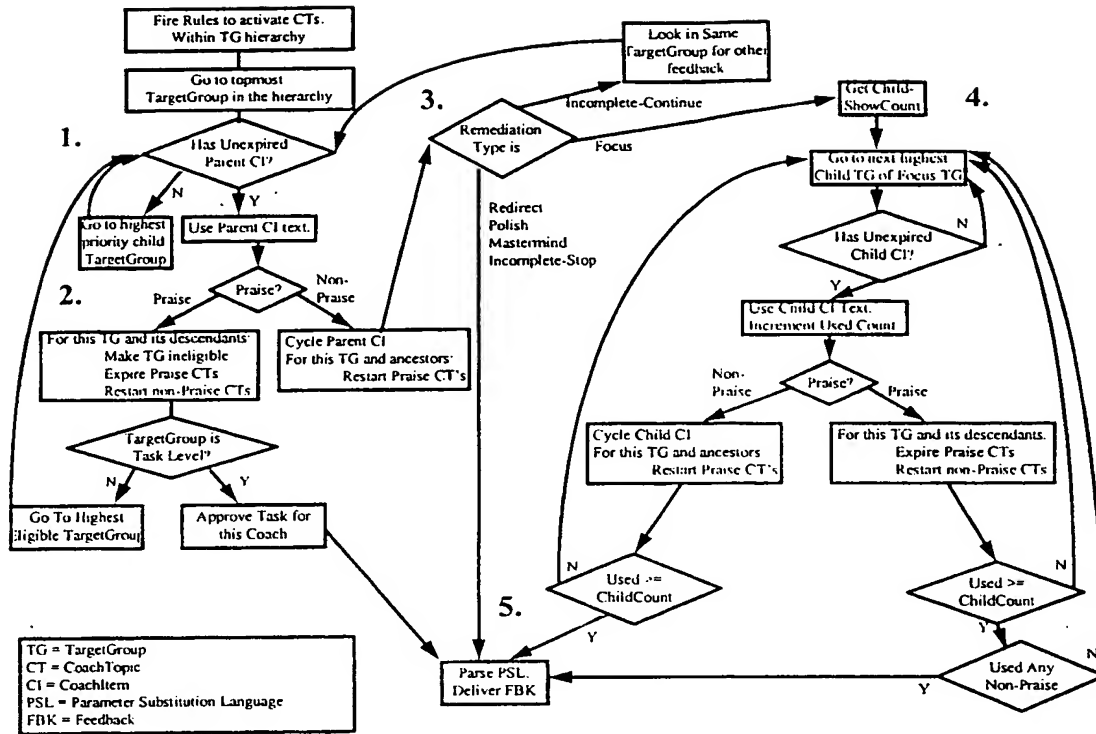 Fire Rules to activate CTs.
Within TG hierarchy
Go to topmost
TargetGroup in the hierarchy
1.
Has Unexpired
Parent CI?
N
Y
Go to highest
priority child
TargetGroup
Use Parent CI text.
2.
Praise?
Praise
Non-
Praise
For this TG and its descendants:
Make TG ineligible
Expire Praise CTs
Restart non-Praise CTs
Cycle Parent CI
For this TG and ancestors:
Restart Praise CT's
TargetGroup is
Task Level?
N
Y
Go To Highest
Eligible TargetGroup
Approve Task for
this Coach
Look in Same
TargetGroup for other
feedback
3.
Incomplete-Continue
Remediation
Type is
Focus
Redirect
Polish
Mastermind
Incomplete-Stop
Get Child-
ShowCount
4.
Go to next highest
Child TG of Focus TG
N
Has Unexpired
Child CI?
Y
Use Child CI Text.
Increment Used Count
Praise?
Non-
Praise
Praise
Cycle Child CI
For this TG and ancestors
Restart Praise CT's
For this TG and its descendants.
Expire Praise CTs
Restart non-Praise CTs
N
Used >=
ChildCount
Y
N
Used >=
ChildCount
Y
N
Used Any
Non-Praise
Y
5.
Parse PSL.
Deliver FBK
TG = TargetGroup
CT = CoachTopic
CI = CoachItem
PSL = Parameter Substitution Language
FBK = Feedback